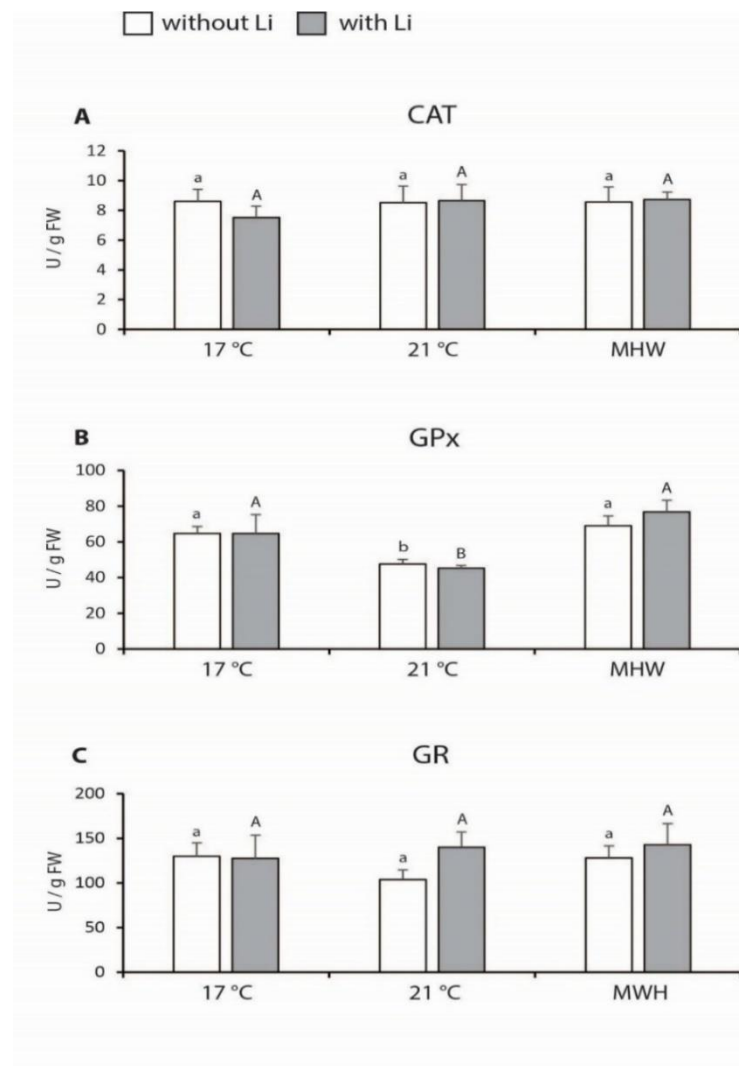 without Li with Li
A CAT
12
10
8
6
4
2
0
U / g FW
a A a A a A
17 °C 21 °C MHW
B GPx
100
80
60
40
20
0
U / g FW
a A b B a A
17 °C 21 °C MHW
C GR
200
150
100
50
0
U / g FW
a A a A a A
17 °C 21 °C MWH